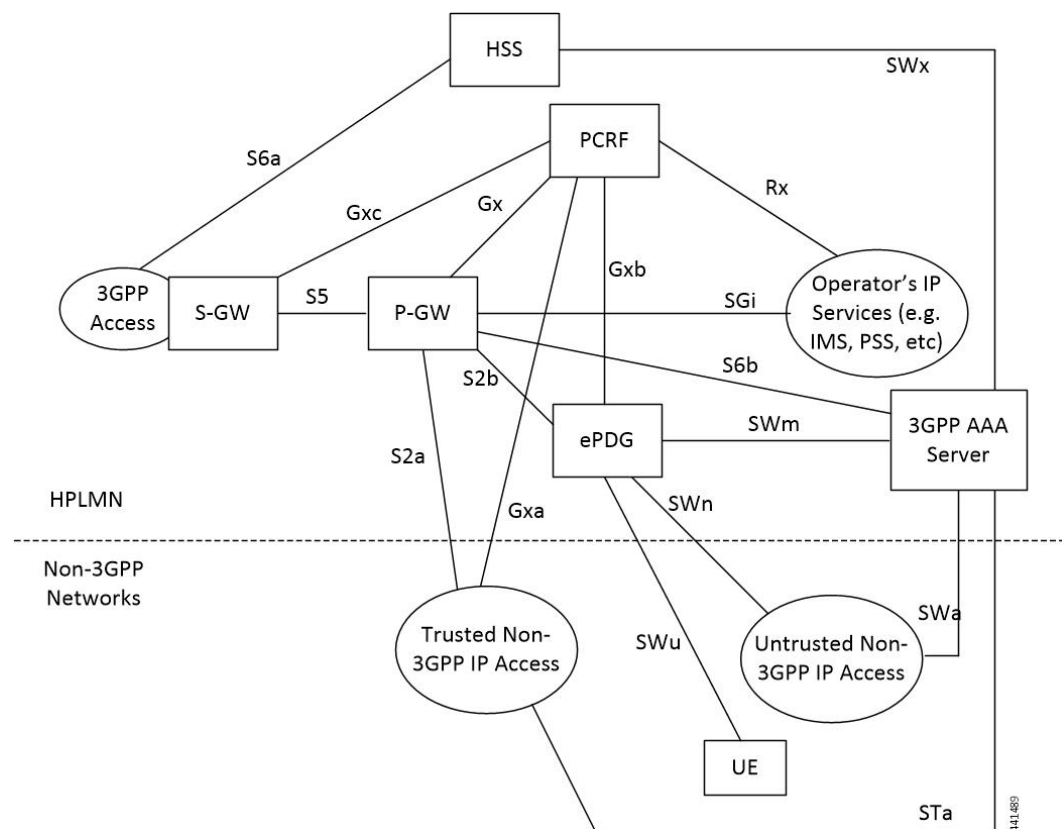 HSS
SWx
PCRF
S6a
Rx
Gx
Gxc
Gxb
3GPP
Access
S-GW
S5
P-GW
SGi
Operator's IP
Services (e.g.
IMS, PSS, etc)
S6b
S2b
ePDG
SWm
3GPP AAA
Server
S2a
HPLMN
Gxa
SWn
Non-3GPP
Networks
Trusted Non-
3GPP IP Access
SWu
Untrusted Non-
3GPP IP Access
SWa
UE
STa
441489